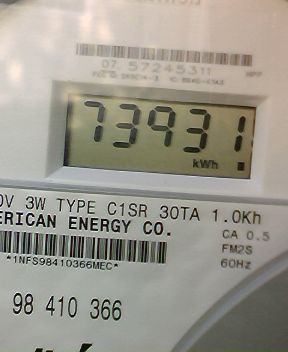 07 57245311
73931
kWh
0V 3W TYPE C1SR 30TA 1.0Kh
ERICAN ENERGY CO.
CA 0.5
FM2S
60Hz
*1NFS98410366MEC*
98 410 366